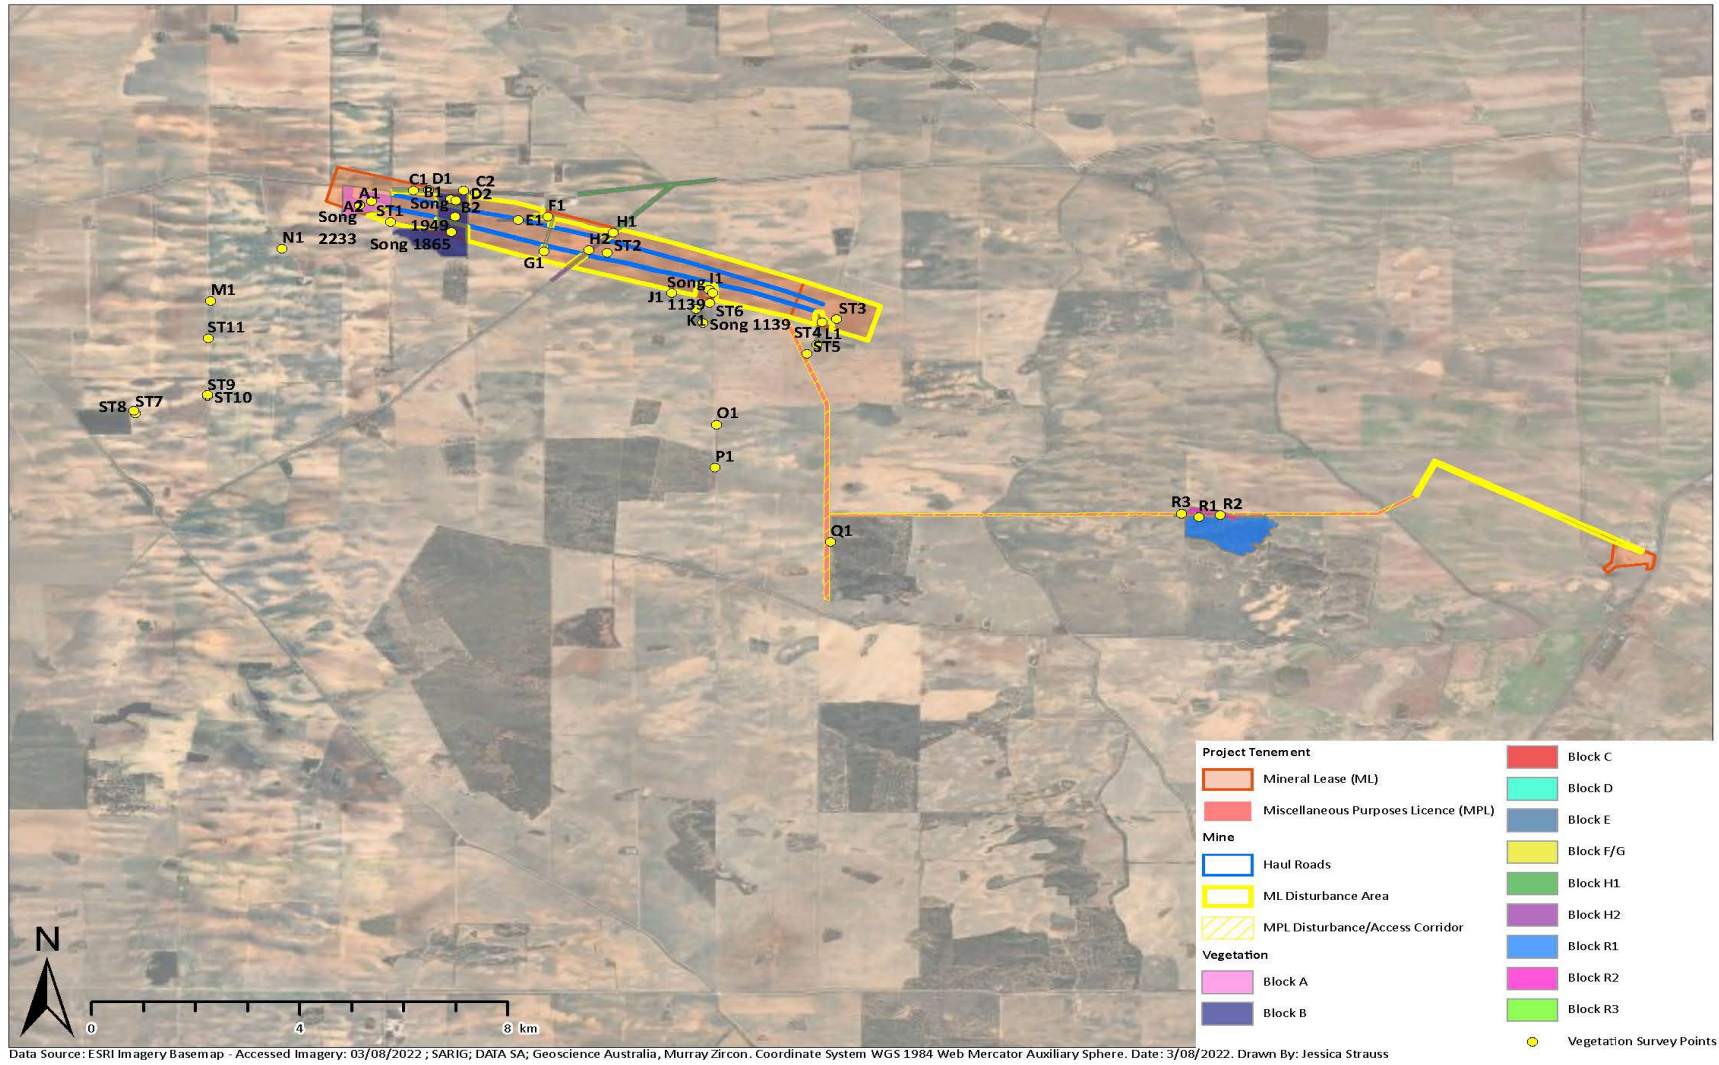 C1 D1
C2
A1
B1
D2
A2
Song
ST1
B2
Song
1949
E1
F1
H1
N1
2233
Song 1865
H2
ST2
G1
M1
Song
I1
J1
1139
ST6
ST3
K1
Song 1139
ST4 L1
ST5
ST11
ST9
ST10
ST8
ST7
O1
P1
R3
R1
R2
Q1
Project Tenement
Mineral Lease (ML)
Miscellaneous Purposes Licence (MPL)
Mine
Haul Roads
ML Disturbance Area
MPL Disturbance/Access Corridor
Vegetation
Block A
Block B
Block C
Block D
Block E
Block F/G
Block H1
Block H2
Block R1
Block R2
Block R3
Vegetation Survey Points
N
0 4 8 km
Data Source: ESRI Imagery Basemap - Accessed Imagery: 03/08/2022 ; SARIG; DATA SA; Geoscience Australia, Murray Zircon. Coordinate System WGS 1984 Web Mercator Auxiliary Sphere. Date: 3/08/2022. Drawn By: Jessica Strauss